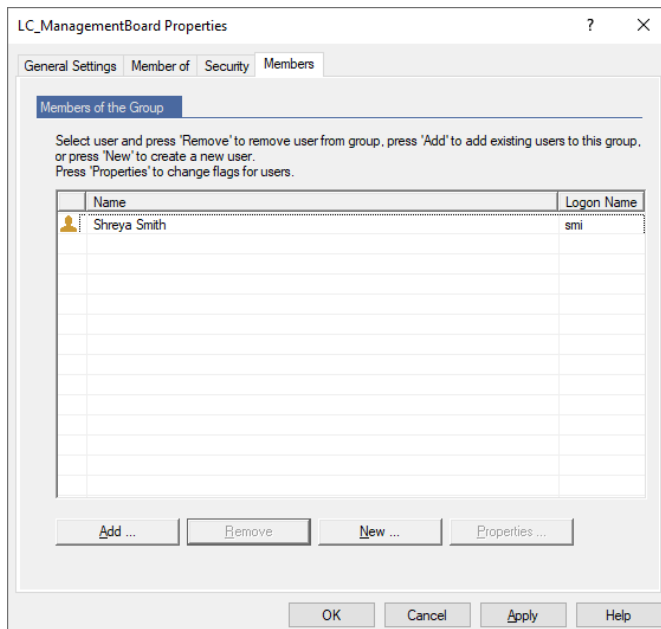 LC_ManagementBoard Properties
?
General Settings
Member of
Security
Members
Members of the Group
Select user and press 'Remove' to remove user from group, press 'Add' to add existing users to this group,
or press 'New' to create a new user.
Press 'Properties' to change flags for users.
Name Logon Name
Shreya Smith smi
Add ... Remove New ... Properties ...
OK Cancel Apply Help